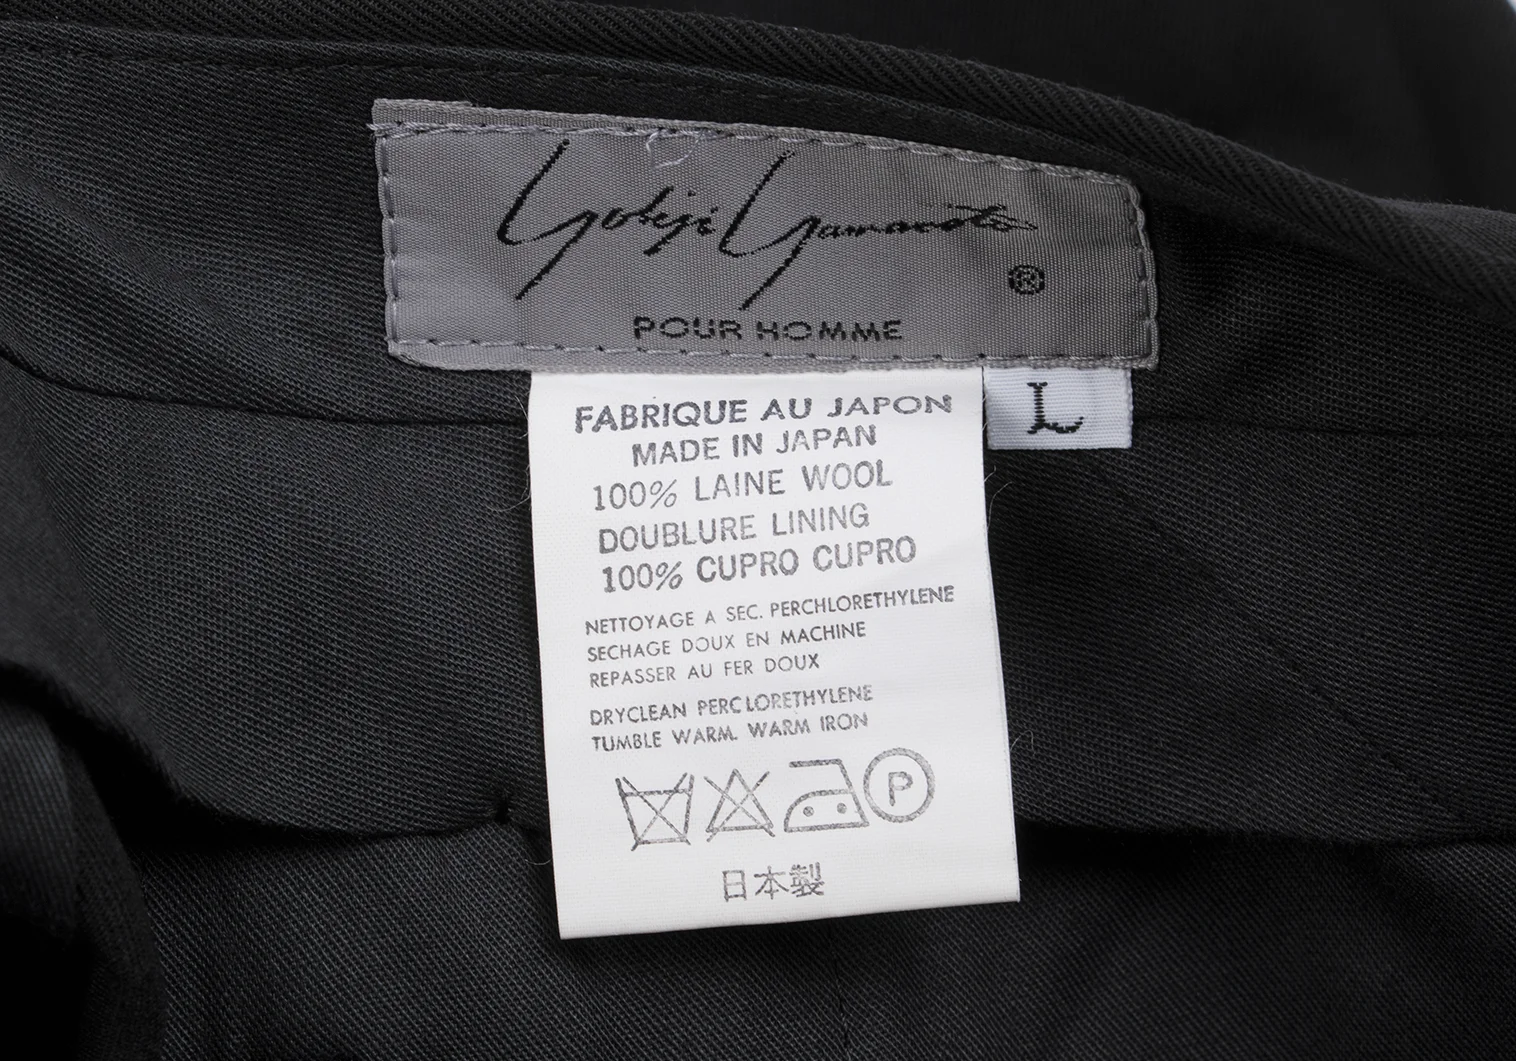 Yohji Yamamoto
®
POUR HOMME
L
FABRIQUE AU JAPON
MADE IN JAPAN
100% LAINE WOOL
DOUBLURE LINING
100% CUPRO CUPRO
NETTOYAGE A SEC. PERCHLORETHYLENE
SECHAGE DOUX EN MACHINE
REPASSER AU FER DOUX
DRYCLEAN PERCLORETHYLENE
TUMBLE WARM. WARM IRON
P
日本製